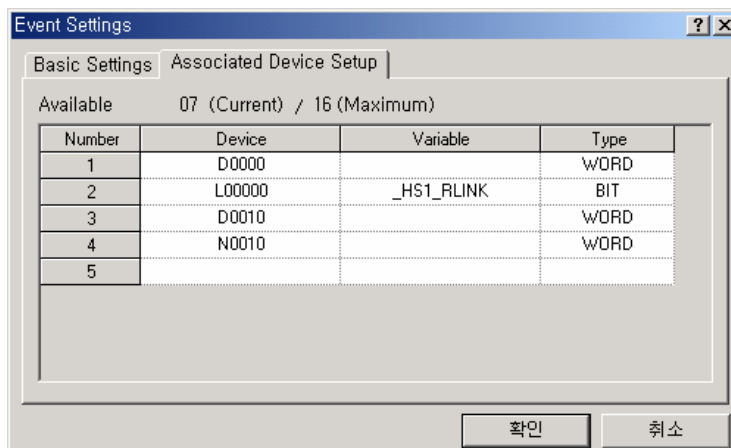 Event Settings
Basic Settings Associated Device Setup
Available 07 (Current) / 16 (Maximum)
Number Device Variable Type
1 D0000 WORD
2 L00000 _HS1_RLINK BIT
3 D0010 WORD
4 N0010 WORD
5
확인 취소